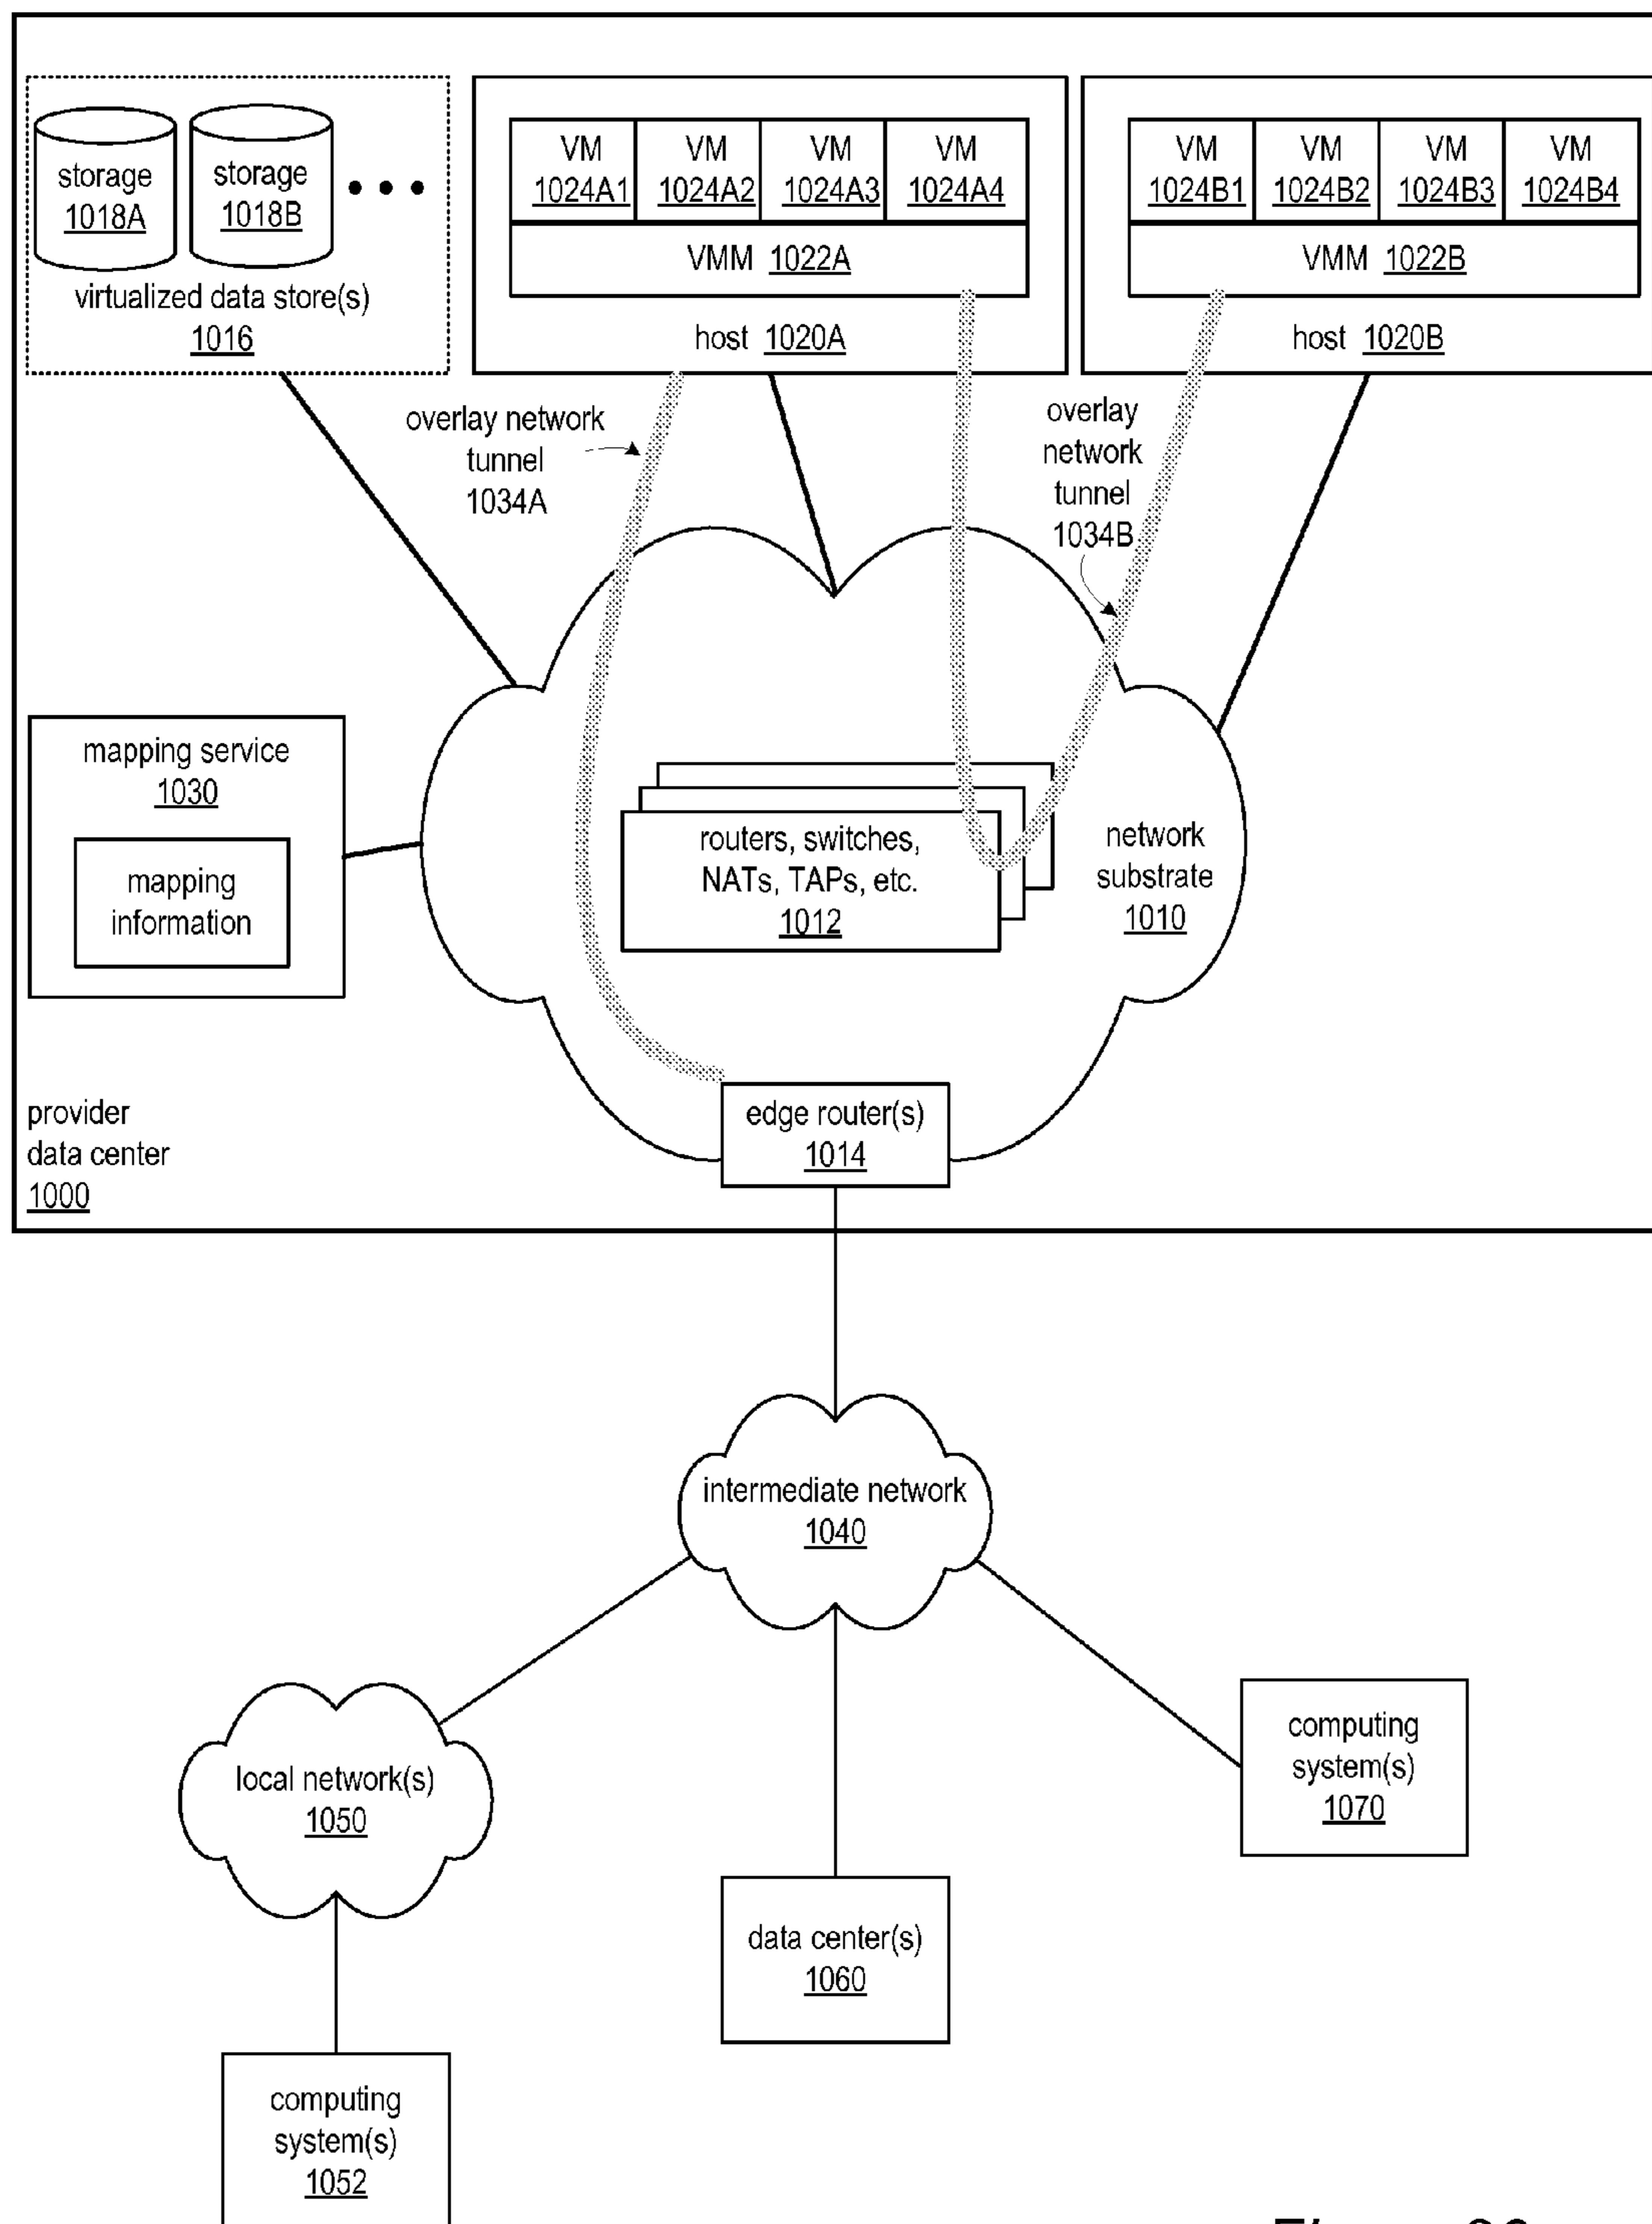 storage
1018A
storage
1018B
virtualized data store(s)
1016
VM
1024A1
VM
1024A2
VM
1024A3
VM
1024A4
VMM 1022A
host 1020A
VM
1024B1
VM
1024B2
VM
1024B3
VM
1024B4
VMM 1022B
host 1020B
overlay network
tunnel
1034A
overlay
network
tunnel
1034B
mapping service
1030
mapping
information
routers, switches,
NATs, TAPs, etc.
1012
network
substrate
1010
provider
data center
1000
edge router(s)
1014
intermediate network
1040
local network(s)
1050
computing
system(s)
1070
data center(s)
1060
computing
system(s)
1052